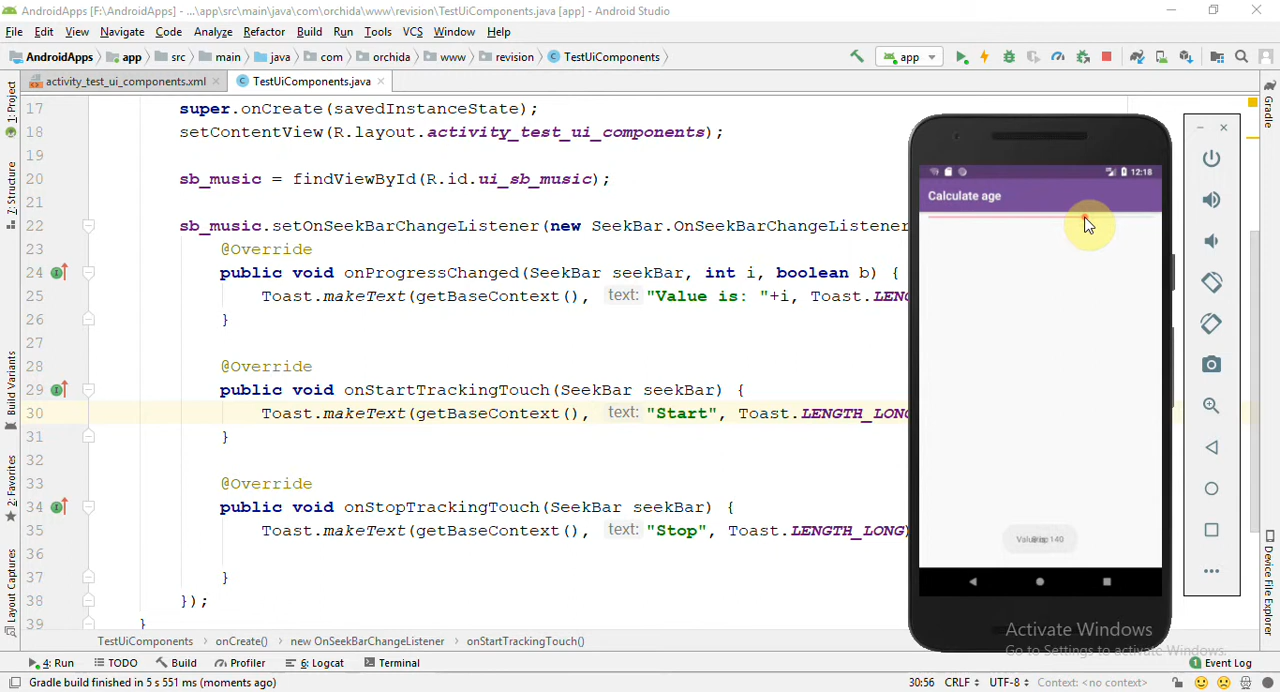 AndroidApps [F:\AndroidApps] - ...\app\src\main\java\com\orchida\www\revision\TestUiComponents.java [app] - Android Studio
File Edit View Navigate Code Analyze Refactor Build Run Tools VCS Window Help
AndroidApps app src main java com orchida www revision TestUiComponents app
activity_test_ui_components.xml TestUiComponents.java
1: Project
7: Structure
Build Variants
2: Favorites
Layout Captures
Gradle
Device File Explorer
17 super.onCreate(savedInstanceState);
18 setContentView(R.layout.activity_test_ui_components);
19
20 sb_music = findViewById(R.id.ui_sb_music);
21
22 sb_music.setOnSeekBarChangeListener(new SeekBar.OnSeekBarChangeListener
23 @Override
24 public void onProgressChanged(SeekBar seekBar, int i, boolean b) {
25 Toast.makeText(getBaseContext(), text: "Value is: "+i, Toast.LENG
26 }
27
28 @Override
29 public void onStartTrackingTouch(SeekBar seekBar) {
30 Toast.makeText(getBaseContext(), text: "Start", Toast.LENGTH_LONG
31 }
32
33 @Override
34 public void onStopTrackingTouch(SeekBar seekBar) {
35 Toast.makeText(getBaseContext(), text: "Stop", Toast.LENGTH_LONG)
36
37 }
38 });
39 }
12:18
Calculate age
140
Activate Windows
Go to Settings to activate Windows.
TestUiComponents onCreate() new OnSeekBarChangeListener onStartTrackingTouch()
4: Run TODO Build Profiler 6: Logcat Terminal Event Log
Gradle build finished in 5 s 551 ms (moments ago) 30:56 CRLF UTF-8 Context: <no context>